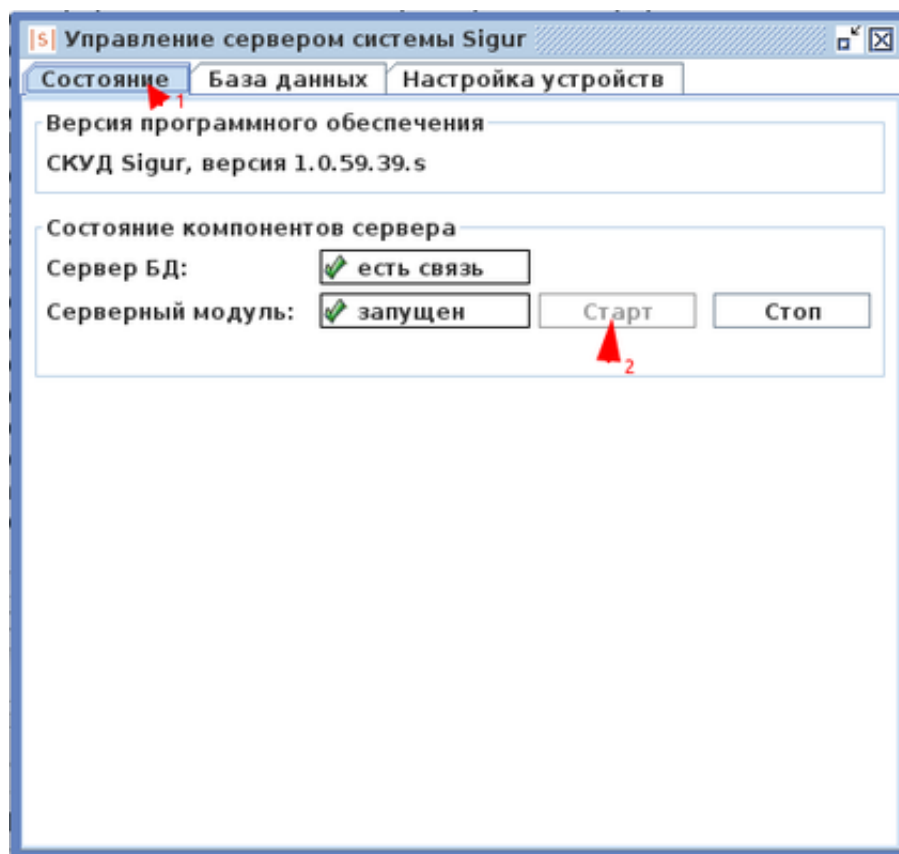 |s| Управление сервером системы Sigur
Состояние База данных Настройка устройств
1
Версия программного обеспечения
СКУД Sigur, версия 1.0.59.39.s
Состояние компонентов сервера
Сервер БД: есть связь
Серверный модуль: запущен Старт Стоп
2